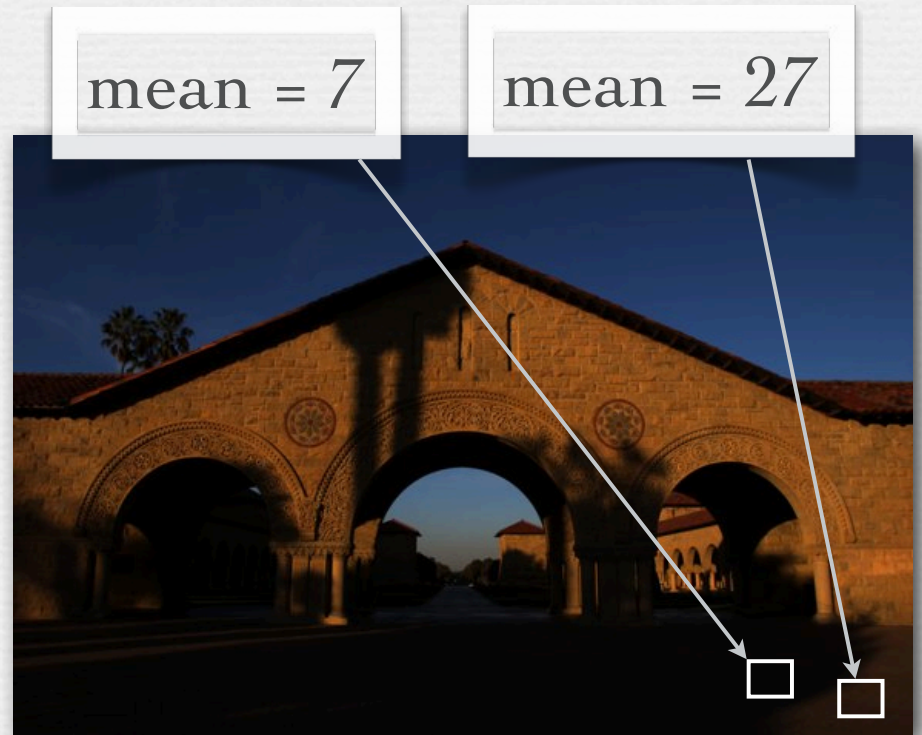 mean = 7
mean = 27